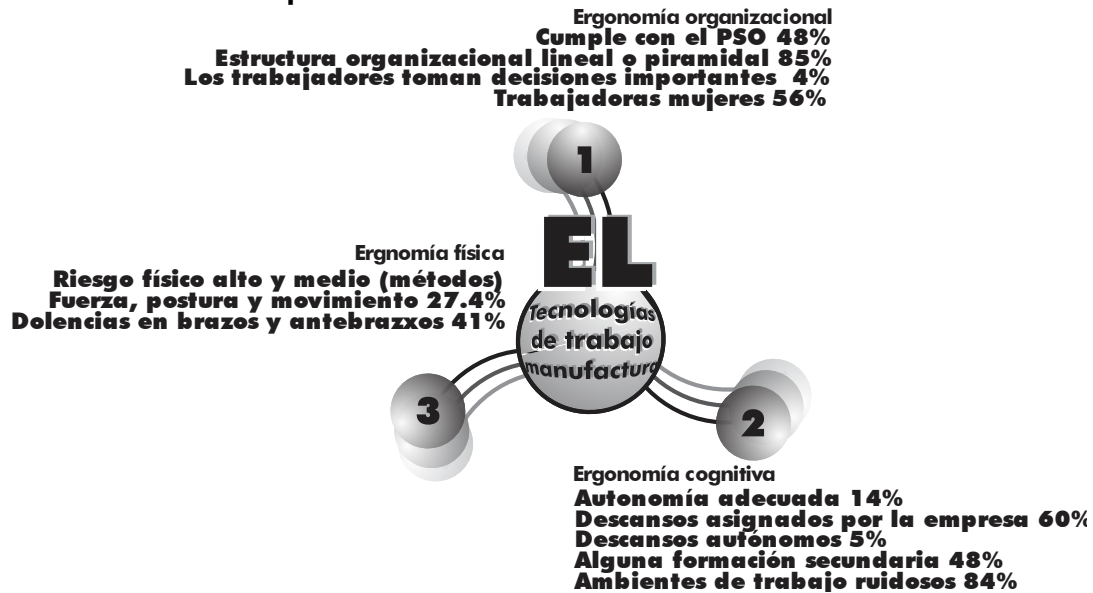 Ergonomía organizacional
Cumple con el PSO 48%
Estructura organizacional lineal o piramidal 85%
Los trabajadores toman decisiones importantes 4%
Trabajadoras mujeres 56%
1
EL
Tecnologías
de trabajo
manufactura
Ergnomía física
Riesgo físico alto y medio (métodos)
Fuerza, postura y movimiento 27.4%
Dolencias en brazos y antebrazxos 41%
3
2
Ergonomía cognitiva
Autonomía adecuada 14%
Descansos asignados por la empresa 60%
Descansos autónomos 5%
Alguna formación secundaria 48%
Ambientes de trabajo ruidosos 84%